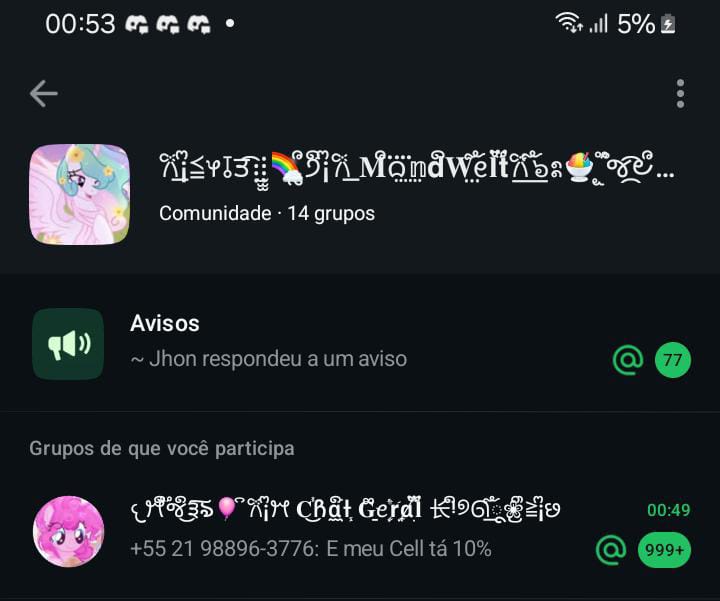 00:53 5%
🌈 MandWelt 🍧...
Comunidade · 14 grupos
Avisos
~ Jhon respondeu a um aviso
77
Grupos de que você participa
🎈 Chat Geral
00:49
+55 21 98896-3776: E meu Cell tá 10%
999+